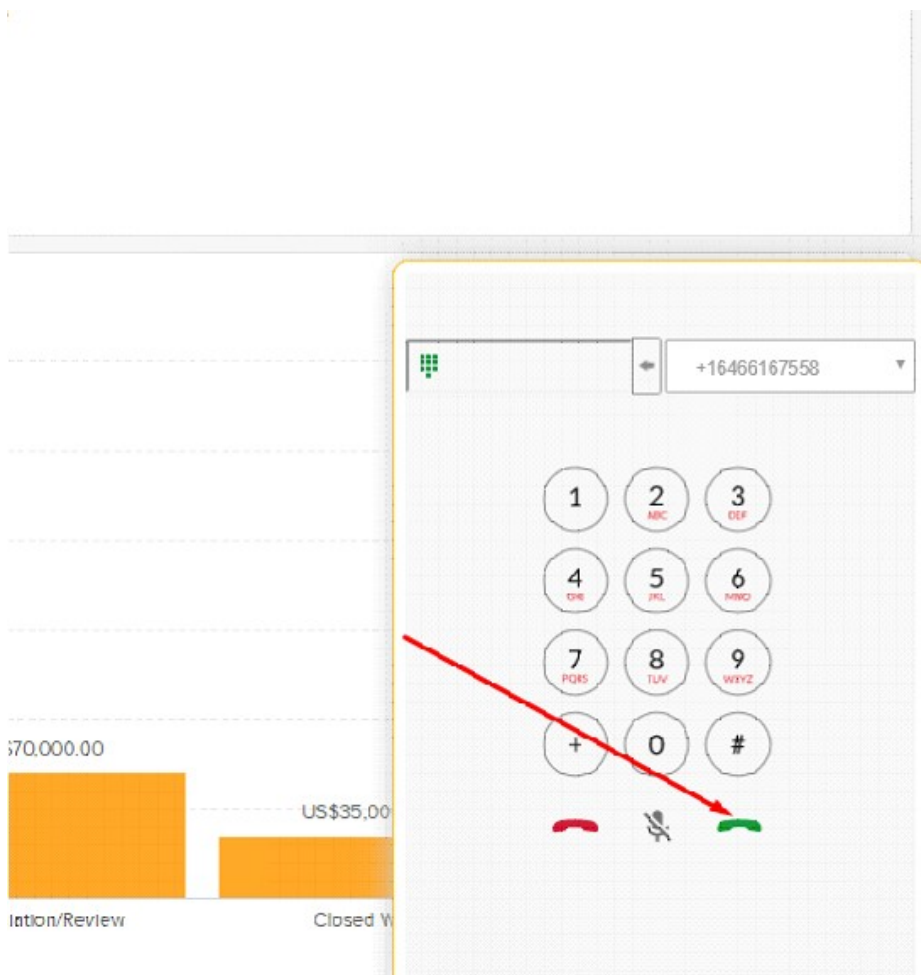 +16466167558
1 2 3
ABC DEF
4 5 6
GHI JKL MNO
7 8 9
PQRS TUV WXYZ
+ 0 #
$70,000.00
US$35,00
Closed W